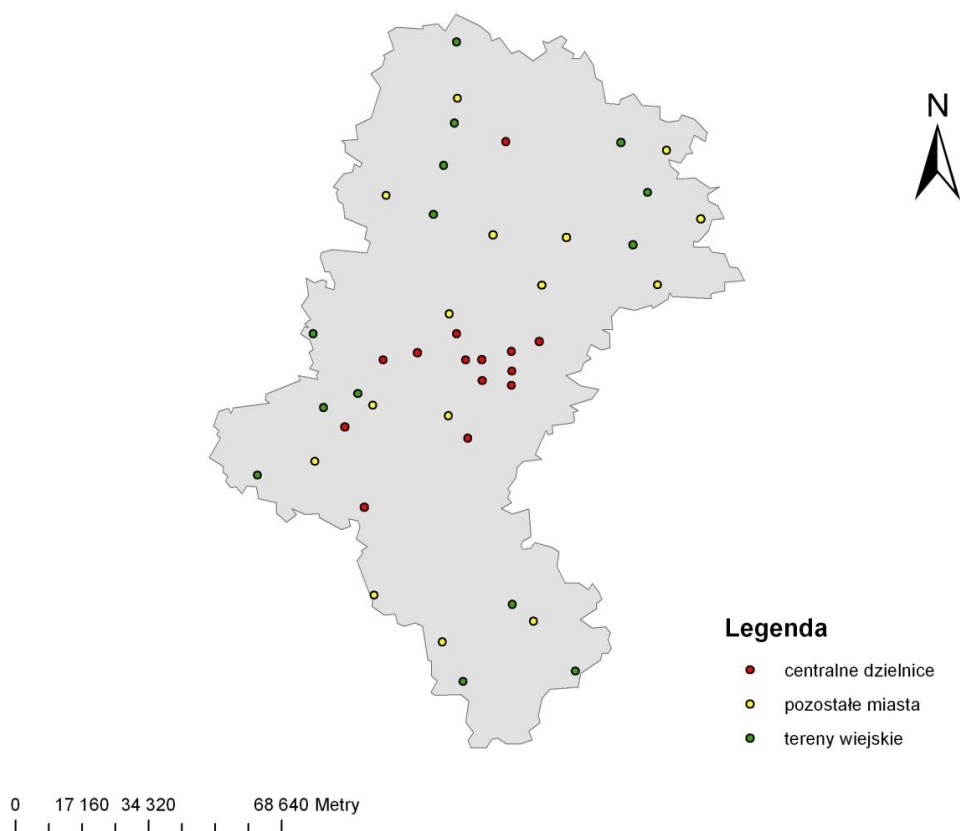 N
Legenda
centralne dzielnice
pozostałe miasta
tereny wiejskie
0 17 160 34 320 68 640 Metry